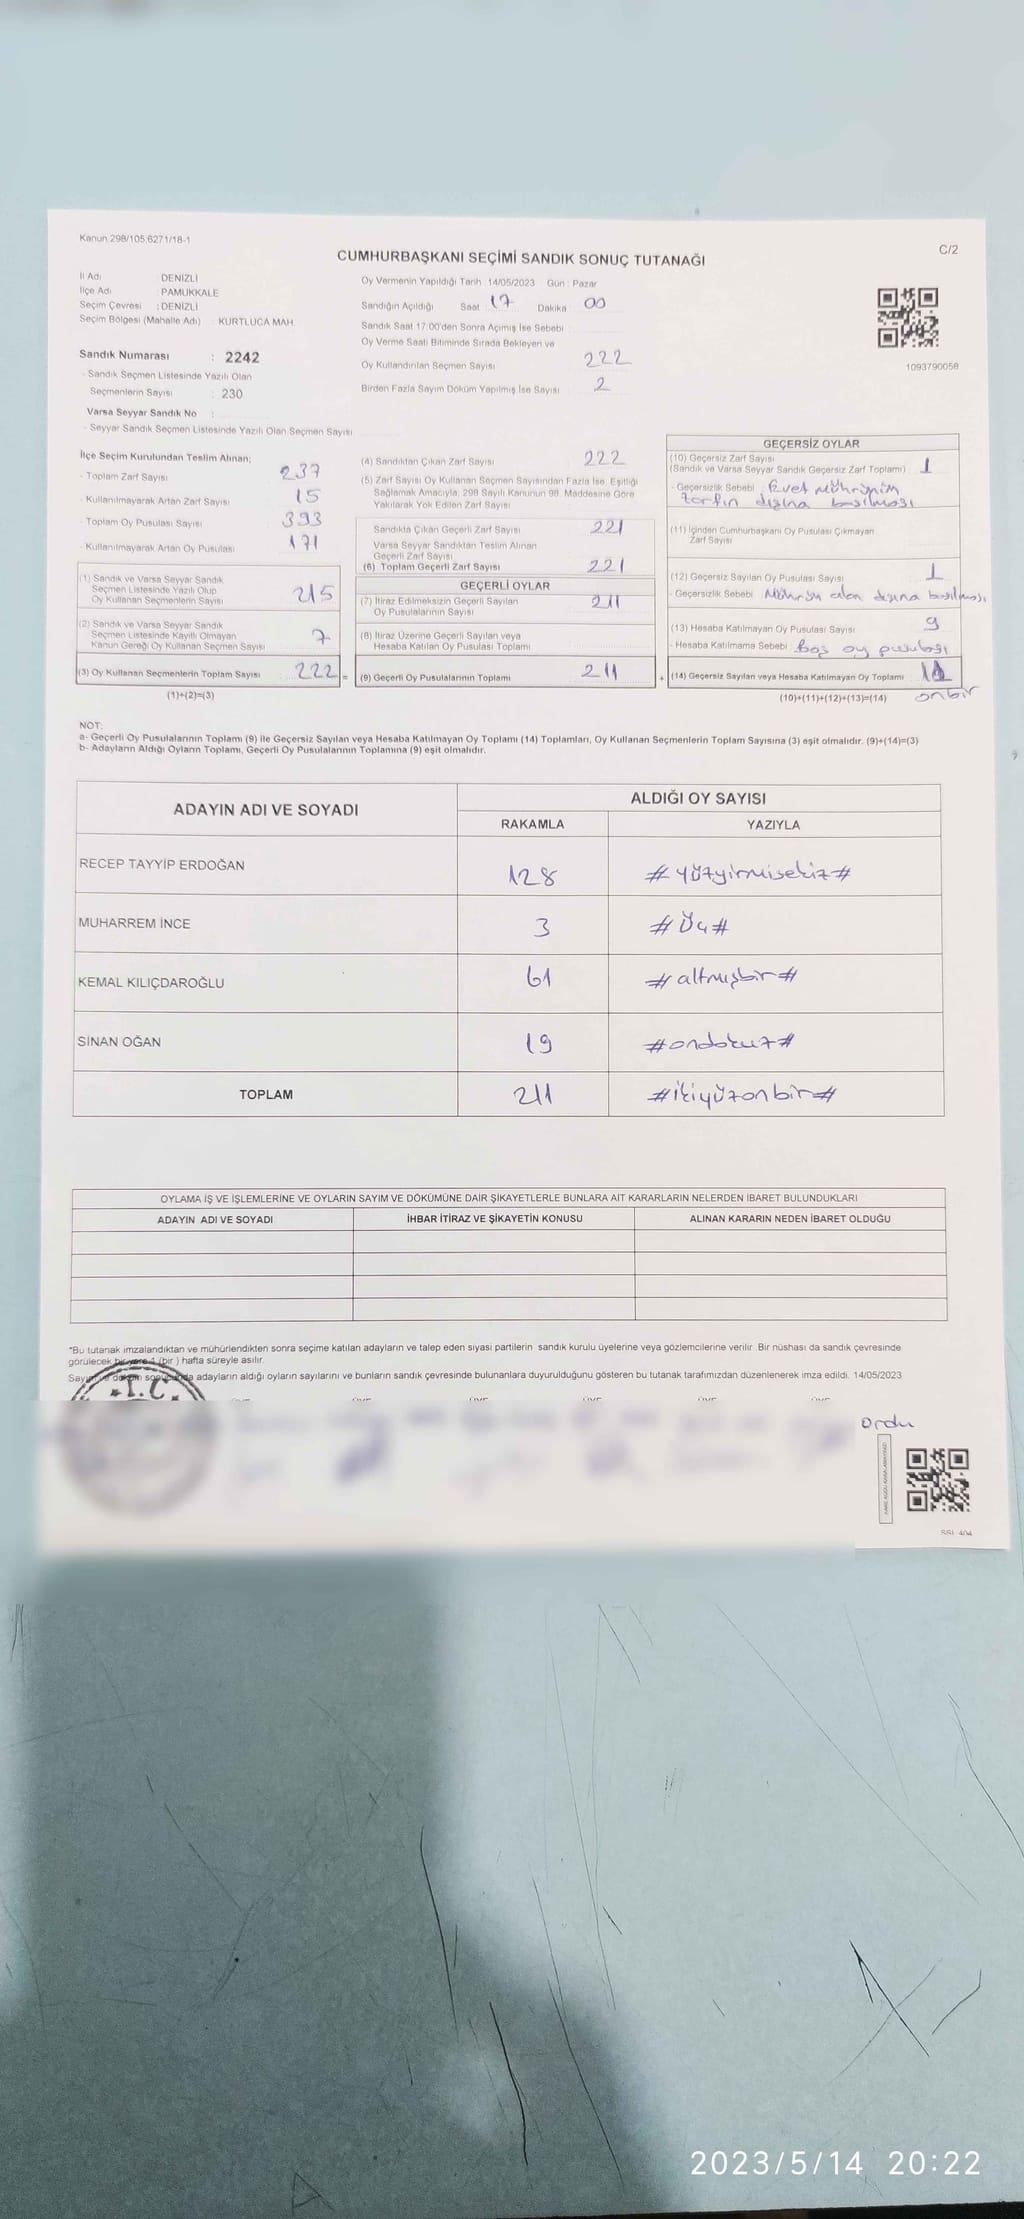 Kanun 298/105;6271/18-1
C/2
CUMHURBAŞKANI SEÇİMİ SANDIK SONUÇ TUTANAĞI
İl Adı : DENİZLİ
İlçe Adı : PAMUKKALE
Seçim Çevresi : DENİZLİ
Seçim Bölgesi (Mahalle Adı) : KURTLUCA MAH.
Sandık Numarası : 2242
- Sandık Seçmen Listesinde Yazılı Olan
Seçmenlerin Sayısı : 230
Varsa Seyyar Sandık No :
- Seyyar Sandık Seçmen Listesinde Yazılı Olan Seçmen Sayısı
Oy Vermenin Yapıldığı Tarih : 14/05/2023 Gün : Pazar
Sandığın Açıldığı Saat 17 Dakika 00
Sandık Saat 17:00'den Sonra Açımış İse Sebebi
Oy Verme Saati Bitiminde Sırada Bekleyen ve
Oy Kullandırılan Seçmen Sayısı 222
Birden Fazla Sayım Döküm Yapılmış İse Sayısı 2
1093790058
İlçe Seçim Kurulundan Teslim Alınan;
- Toplam Zarf Sayısı 237
- Kullanılmayarak Artan Zarf Sayısı 15
- Toplam Oy Pusulası Sayısı 393
- Kullanılmayarak Artan Oy Pusulası 171
(1) Sandık ve Varsa Seyyar Sandık
Seçmen Listesinde Yazılı Olup
Oy Kullanan Seçmenlerin Sayısı 215
(2) Sandık ve Varsa Seyyar Sandık
Seçmen Listesinde Kayıtlı Olmayan
Kanun Gereği Oy Kullanan Seçmen Sayısı 7
(3) Oy Kullanan Seçmenlerin Toplam Sayısı 222 =
(1)+(2)=(3)
(4) Sandıktan Çıkan Zarf Sayısı 222
(5) Zarf Sayısı Oy Kullanan Seçmen Sayısından Fazla İse, Eşitliği
Sağlamak Amacıyla, 298 Sayılı Kanunun 98. Maddesine Göre
Yakılarak Yok Edilen Zarf Sayısı
Sandıkta Çıkan Geçerli Zarf Sayısı 221
Varsa Seyyar Sandıktan Teslim Alınan
Geçerli Zarf Sayısı
(6) Toplam Geçerli Zarf Sayısı 221
GEÇERLİ OYLAR
(7) İtiraz Edilmeksizin Geçerli Sayılan
Oy Pusulalarının Sayısı 211
(8) İtiraz Üzerine Geçerli Sayılan veya
Hesaba Katılan Oy Pusulası Toplamı
(9) Geçerli Oy Pusulalarının Toplamı 211 +
GEÇERSİZ OYLAR
(10) Geçersiz Zarf Sayısı
(Sandık ve Varsa Seyyar Sandık Geçersiz Zarf Toplamı) 1
- Geçersizlik Sebebi Evet Mührünün
zarfın dışına basılması
(11) İçinden Cumhurbaşkanı Oy Pusulası Çıkmayan
Zarf Sayısı
(12) Geçersiz Sayılan Oy Pusulası Sayısı 1
- Geçersizlik Sebebi Mührün alan dışına basılması
(13) Hesaba Katılmayan Oy Pusulası Sayısı 9
- Hesaba Katılmama Sebebi Boş oy pusulası
(14) Geçersiz Sayılan veya Hesaba Katılmayan Oy Toplamı 11
(10)+(11)+(12)+(13)=(14) onbir
NOT:
a- Geçerli Oy Pusulalarının Toplamı (9) ile Geçersiz Sayılan veya Hesaba Katılmayan Oy Toplamı (14) Toplamları, Oy Kullanan Seçmenlerin Toplam Sayısına (3) eşit olmalıdır. (9)+(14)=(3)
b- Adayların Aldığı Oyların Toplamı, Geçerli Oy Pusulalarının Toplamına (9) eşit olmalıdır.
ADAYIN ADI VE SOYADI
ALDIĞI OY SAYISI
RAKAMLA YAZIYLA
RECEP TAYYİP ERDOĞAN 128 #yüzyirmisekiz#
MUHARREM İNCE 3 #Üç#
KEMAL KILIÇDAROĞLU 61 #altmışbir#
SİNAN OĞAN 19 #ondokuz#
TOPLAM 211 #ikiyüzonbir#
OYLAMA İŞ VE İŞLEMLERİNE VE OYLARIN SAYIM VE DÖKÜMÜNE DAİR ŞİKAYETLERLE BUNLARA AİT KARARLARIN NELERDEN İBARET BULUNDUKLARI
ADAYIN ADI VE SOYADI İHBAR İTİRAZ VE ŞİKAYETİN KONUSU ALINAN KARARIN NEDEN İBARET OLDUĞU
*Bu tutanak imzalandıktan ve mühürlendikten sonra seçime katılan adayların ve talep eden siyasi partilerin sandık kurulu üyelerine veya gözlemcilerine verilir. Bir nüshası da sandık çevresinde
görülecek bir yere 1 (bir ) hafta süreyle asılır.
Sayım ve döküm sonucunda adayların aldığı oyların sayılarını ve bunların sandık çevresinde bulunanlara duyurulduğunu gösteren bu tutanak tarafımızdan düzenlenerek imza edildi. 14/05/2023
T.C.
ordu
2023/5/14 20:22